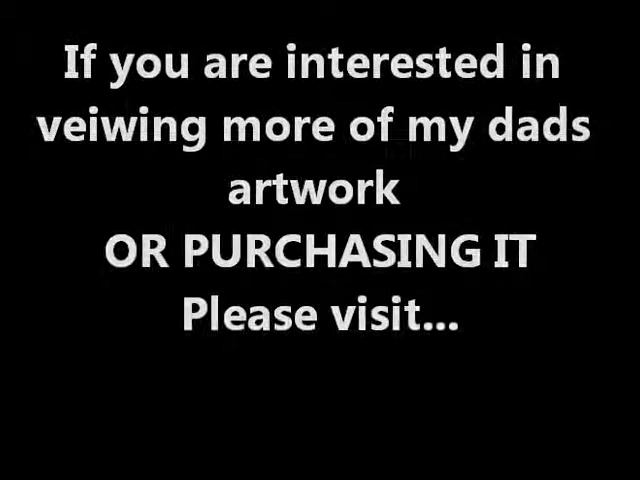 If you are interested in
veiwing more of my dads
artwork
OR PURCHASING IT
Please visit...